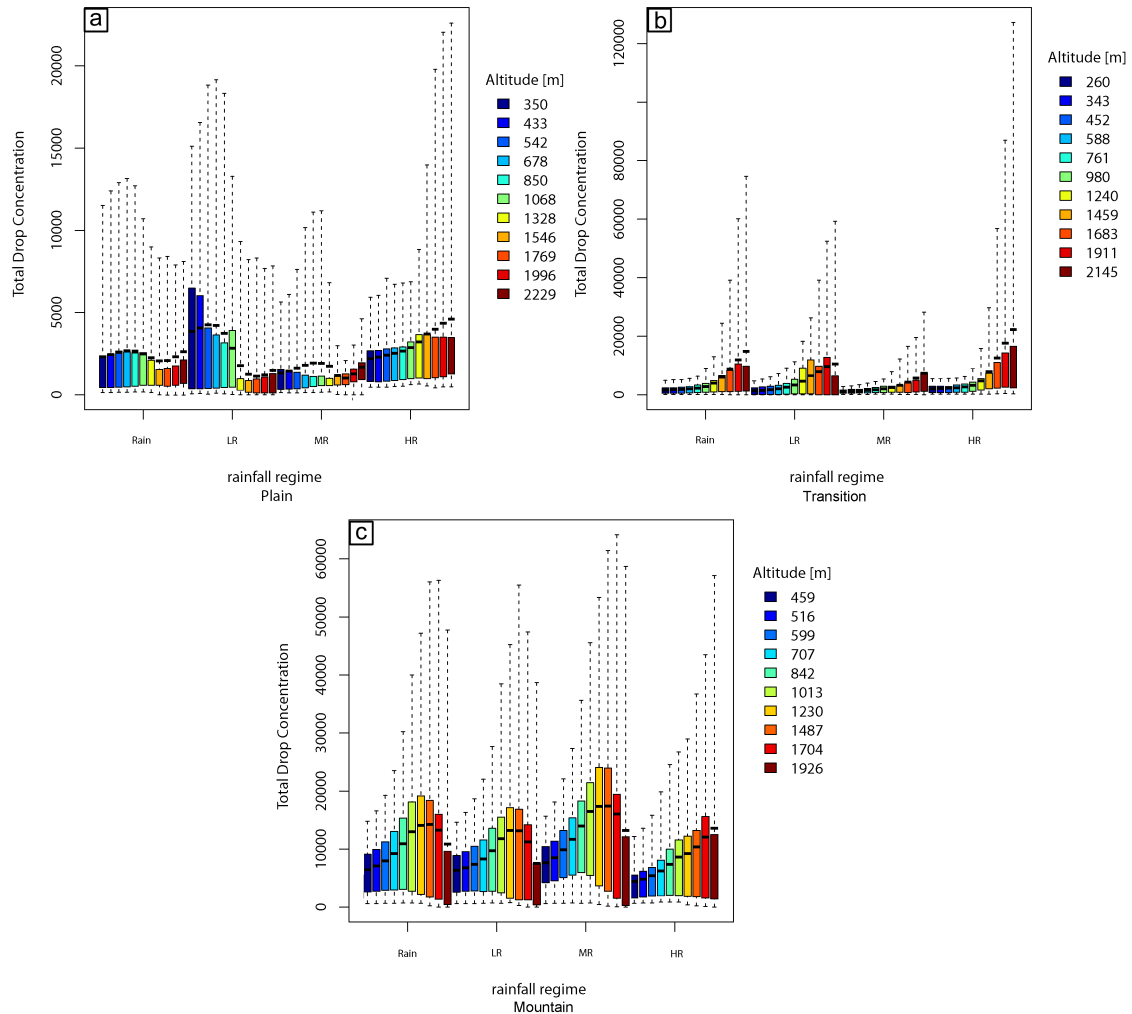 a
Total Drop Concentration
20000
15000
10000
5000
0
Rain LR MR HR
rainfall regime
Plain
Altitude [m]
350
433
542
678
850
1068
1328
1546
1769
1996
2229
b
Total Drop Concentration
120000
80000
60000
40000
20000
0
Rain LR MR HR
rainfall regime
Transition
Altitude [m]
260
343
452
588
761
980
1240
1459
1683
1911
2145
c
Total Drop Concentration
60000
50000
40000
30000
20000
10000
0
Rain LR MR HR
rainfall regime
Mountain
Altitude [m]
459
516
599
707
842
1013
1230
1487
1704
1926